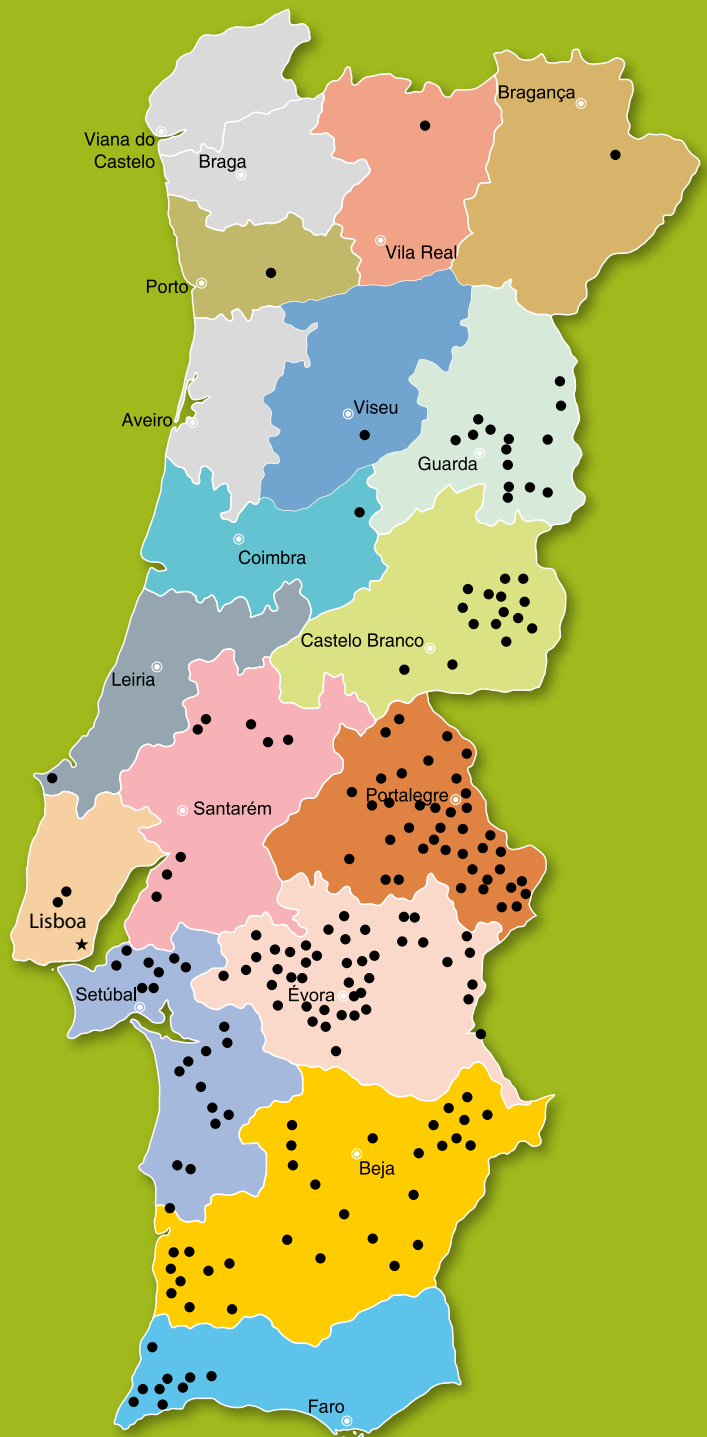 Bragança
Viana do
Castelo
Braga
Vila Real
Porto
Viseu
Aveiro
Guarda
Coimbra
Castelo Branco
Leiria
Portalegre
Santarém
Lisboa
Setúbal
Évora
Beja
Faro